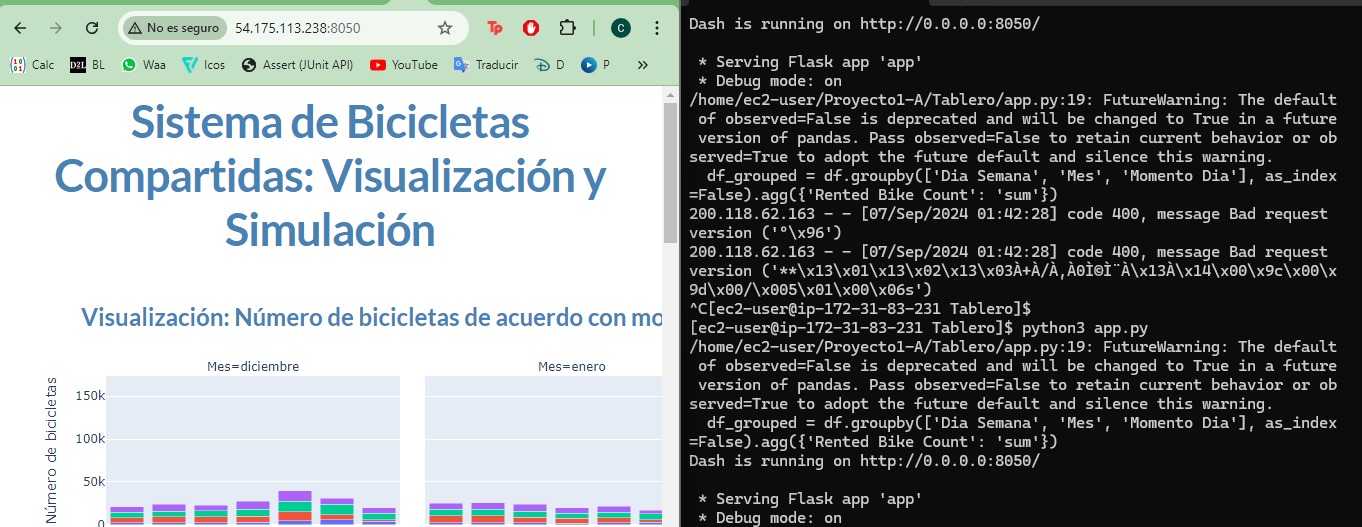 No es seguro 54.175.113.238:8050
Tp
C
Calc BL Waa Icos Assert (JUnit API) YouTube Traducir D P »
Sistema de Bicicletas
Compartidas: Visualización y
Simulación
Visualización: Número de bicicletas de acuerdo con mo
Mes=diciembre Mes=enero
Número de bicicletas
150k
100k
50k
0
Dash is running on http://0.0.0.0:8050/
* Serving Flask app 'app'
* Debug mode: on
/home/ec2-user/Proyecto1-A/Tablero/app.py:19: FutureWarning: The default
of observed=False is deprecated and will be changed to True in a future
version of pandas. Pass observed=False to retain current behavior or ob
served=True to adopt the future default and silence this warning.
df_grouped = df.groupby(['Dia Semana', 'Mes', 'Momento Dia'], as_index
=False).agg({'Rented Bike Count': 'sum'})
200.118.62.163 - - [07/Sep/2024 01:42:28] code 400, message Bad request
version ('°\x96')
200.118.62.163 - - [07/Sep/2024 01:42:28] code 400, message Bad request
version ('**\x13\x01\x13\x02\x13\x03À+À/À,À0Ì©Ì¨À\x13À\x14\x00\x9c\x00\x
9d\x00/\x005\x01\x00\x06s')
^C[ec2-user@ip-172-31-83-231 Tablero]$
[ec2-user@ip-172-31-83-231 Tablero]$ python3 app.py
/home/ec2-user/Proyecto1-A/Tablero/app.py:19: FutureWarning: The default
of observed=False is deprecated and will be changed to True in a future
version of pandas. Pass observed=False to retain current behavior or ob
served=True to adopt the future default and silence this warning.
df_grouped = df.groupby(['Dia Semana', 'Mes', 'Momento Dia'], as_index
=False).agg({'Rented Bike Count': 'sum'})
Dash is running on http://0.0.0.0:8050/
* Serving Flask app 'app'
* Debug mode: on